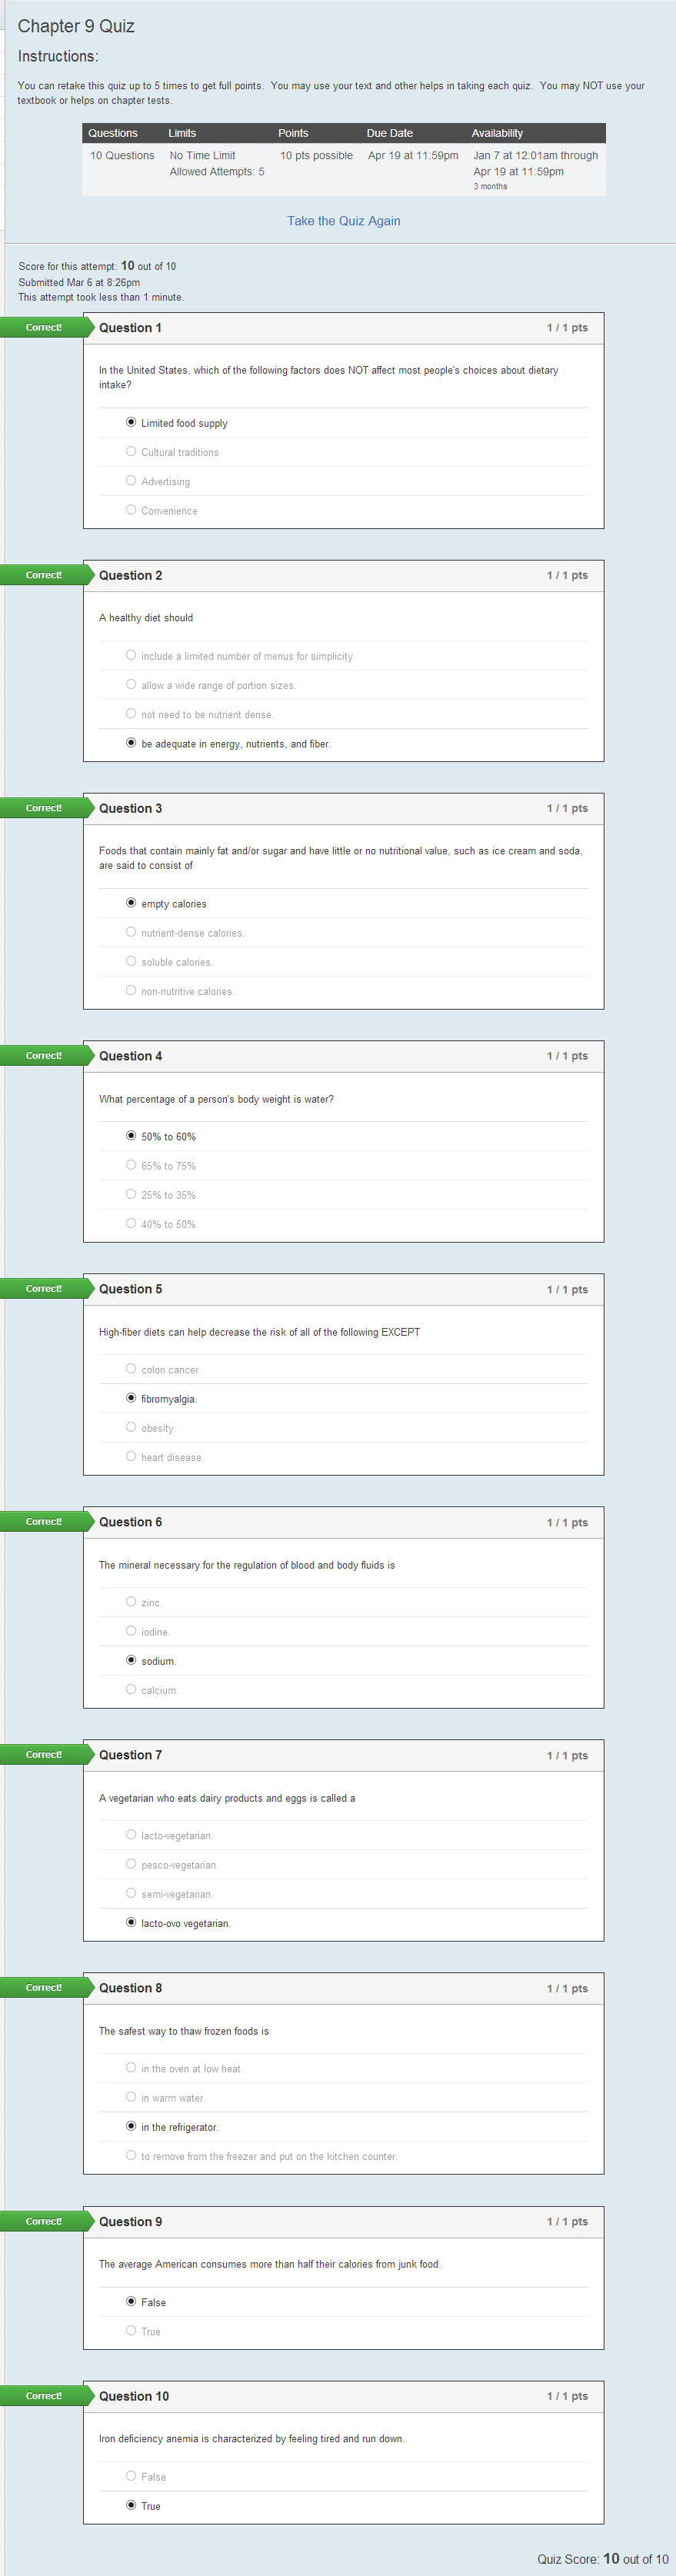 Chapter 9 Quiz
Instructions:
You can retake this quiz up to 5 times to get full points.  You may use your text and other helps in taking each quiz.  You may NOT use your
textbook or helps on chapter tests.
Questions Limits Points Due Date Availability
10 Questions No Time Limit 10 pts possible Apr 19 at 11:59pm Jan 7 at 12:01am through
Allowed Attempts: 5 Apr 19 at 11:59pm
3 months
Take the Quiz Again
Score for this attempt: 10 out of 10
Submitted Mar 6 at 8:26pm
This attempt took less than 1 minute.
Correct! Question 1 1 / 1 pts
In the United States, which of the following factors does NOT affect most people's choices about dietary
intake?
Limited food supply
Cultural traditions
Advertising
Convenience
Correct! Question 2 1 / 1 pts
A healthy diet should
include a limited number of menus for simplicity.
allow a wide range of portion sizes.
not need to be nutrient dense.
be adequate in energy, nutrients, and fiber.
Correct! Question 3 1 / 1 pts
Foods that contain mainly fat and/or sugar and have little or no nutritional value, such as ice cream and soda,
are said to consist of
empty calories
nutrient-dense calories.
soluble calories.
non-nutritive calories.
Correct! Question 4 1 / 1 pts
What percentage of a person's body weight is water?
50% to 60%
65% to 75%
25% to 35%
40% to 50%
Correct! Question 5 1 / 1 pts
High-fiber diets can help decrease the risk of all of the following EXCEPT
colon cancer.
fibromyalgia.
obesity.
heart disease.
Correct! Question 6 1 / 1 pts
The mineral necessary for the regulation of blood and body fluids is
zinc.
iodine.
sodium.
calcium.
Correct! Question 7 1 / 1 pts
A vegetarian who eats dairy products and eggs is called a
lacto-vegetarian.
pesco-vegetarian.
semi-vegetarian.
lacto-ovo vegetarian.
Correct! Question 8 1 / 1 pts
The safest way to thaw frozen foods is
in the oven at low heat.
in warm water.
in the refrigerator.
to remove from the freezer and put on the kitchen counter.
Correct! Question 9 1 / 1 pts
The average American consumes more than half their calories from junk food.
False
True
Correct! Question 10 1 / 1 pts
Iron deficiency anemia is characterized by feeling tired and run down.
False
True
Quiz Score: 10 out of 10